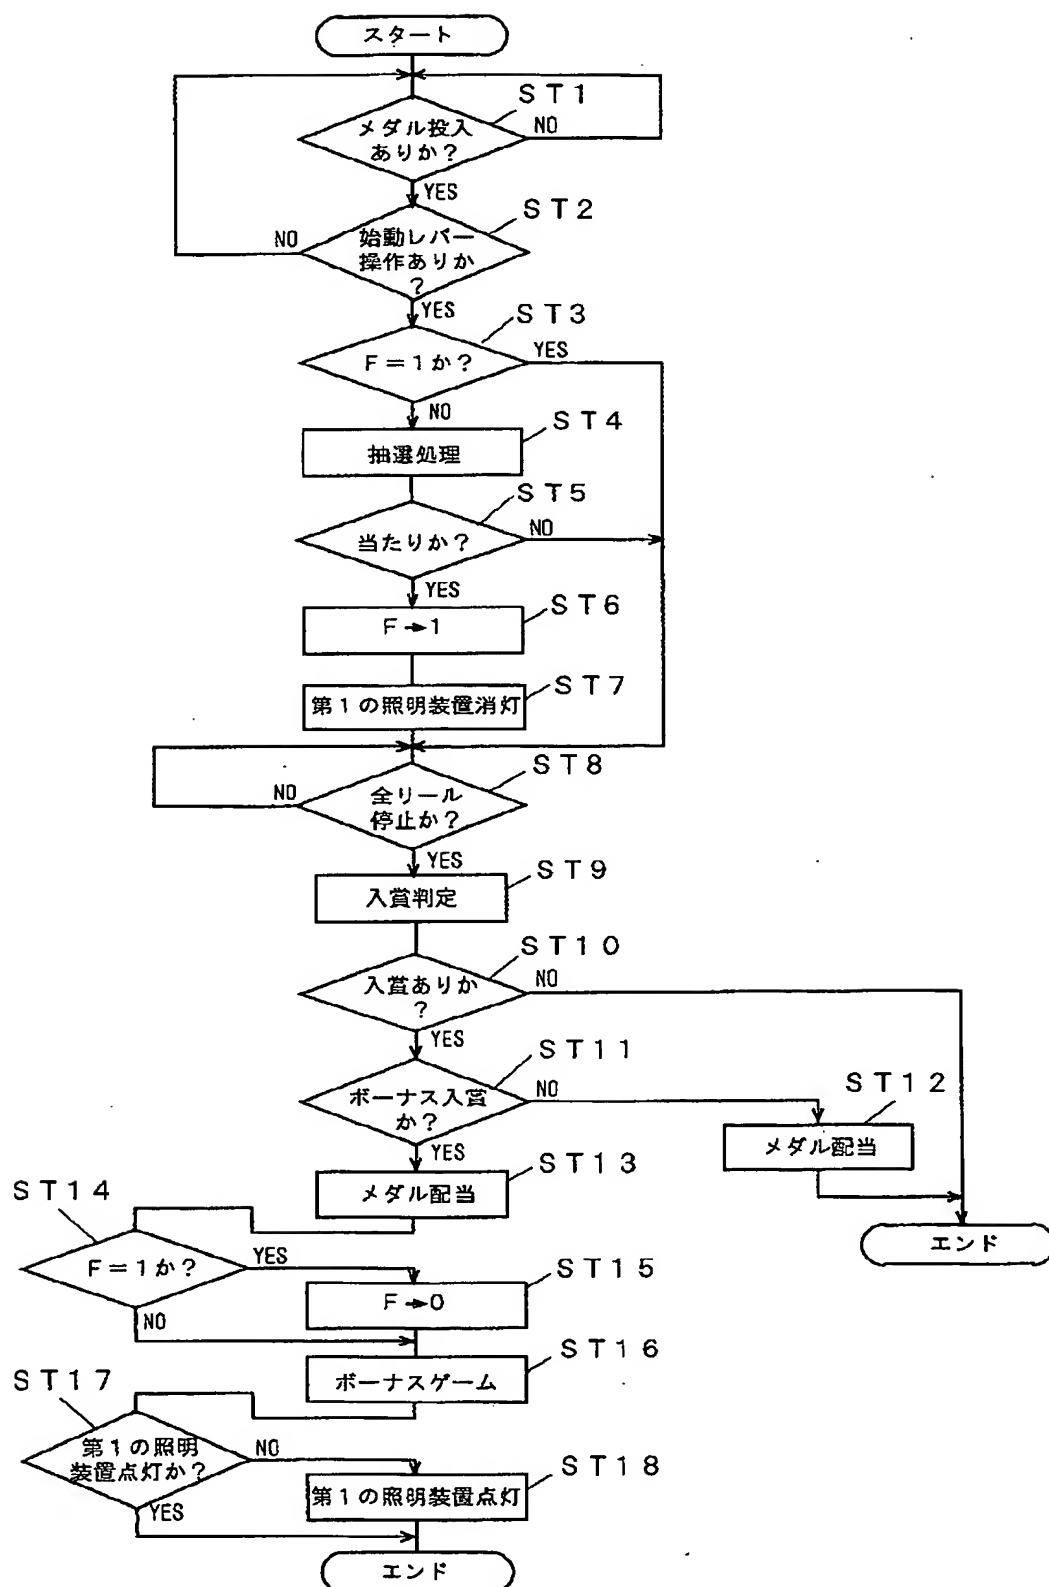 スタート
ST1
メダル投入
ありか?
NO
YES
ST2
始動レバー
操作ありか
?
NO
YES
ST3
F=1か?
YES
NO
ST4
抽選処理
ST5
当たりか?
NO
YES
ST6
F→1
ST7
第1の照明装置消灯
ST8
全リール
停止か?
NO
YES
ST9
入賞判定
ST10
入賞ありか
?
NO
YES
ST11
ボーナス入賞
か?
NO
YES
ST12
メダル配当
ST13
メダル配当
エンド
ST14
F=1か?
YES
NO
ST15
F→0
ST16
ボーナスゲーム
ST17
第1の照明
装置点灯か?
NO
YES
ST18
第1の照明装置点灯
エンド